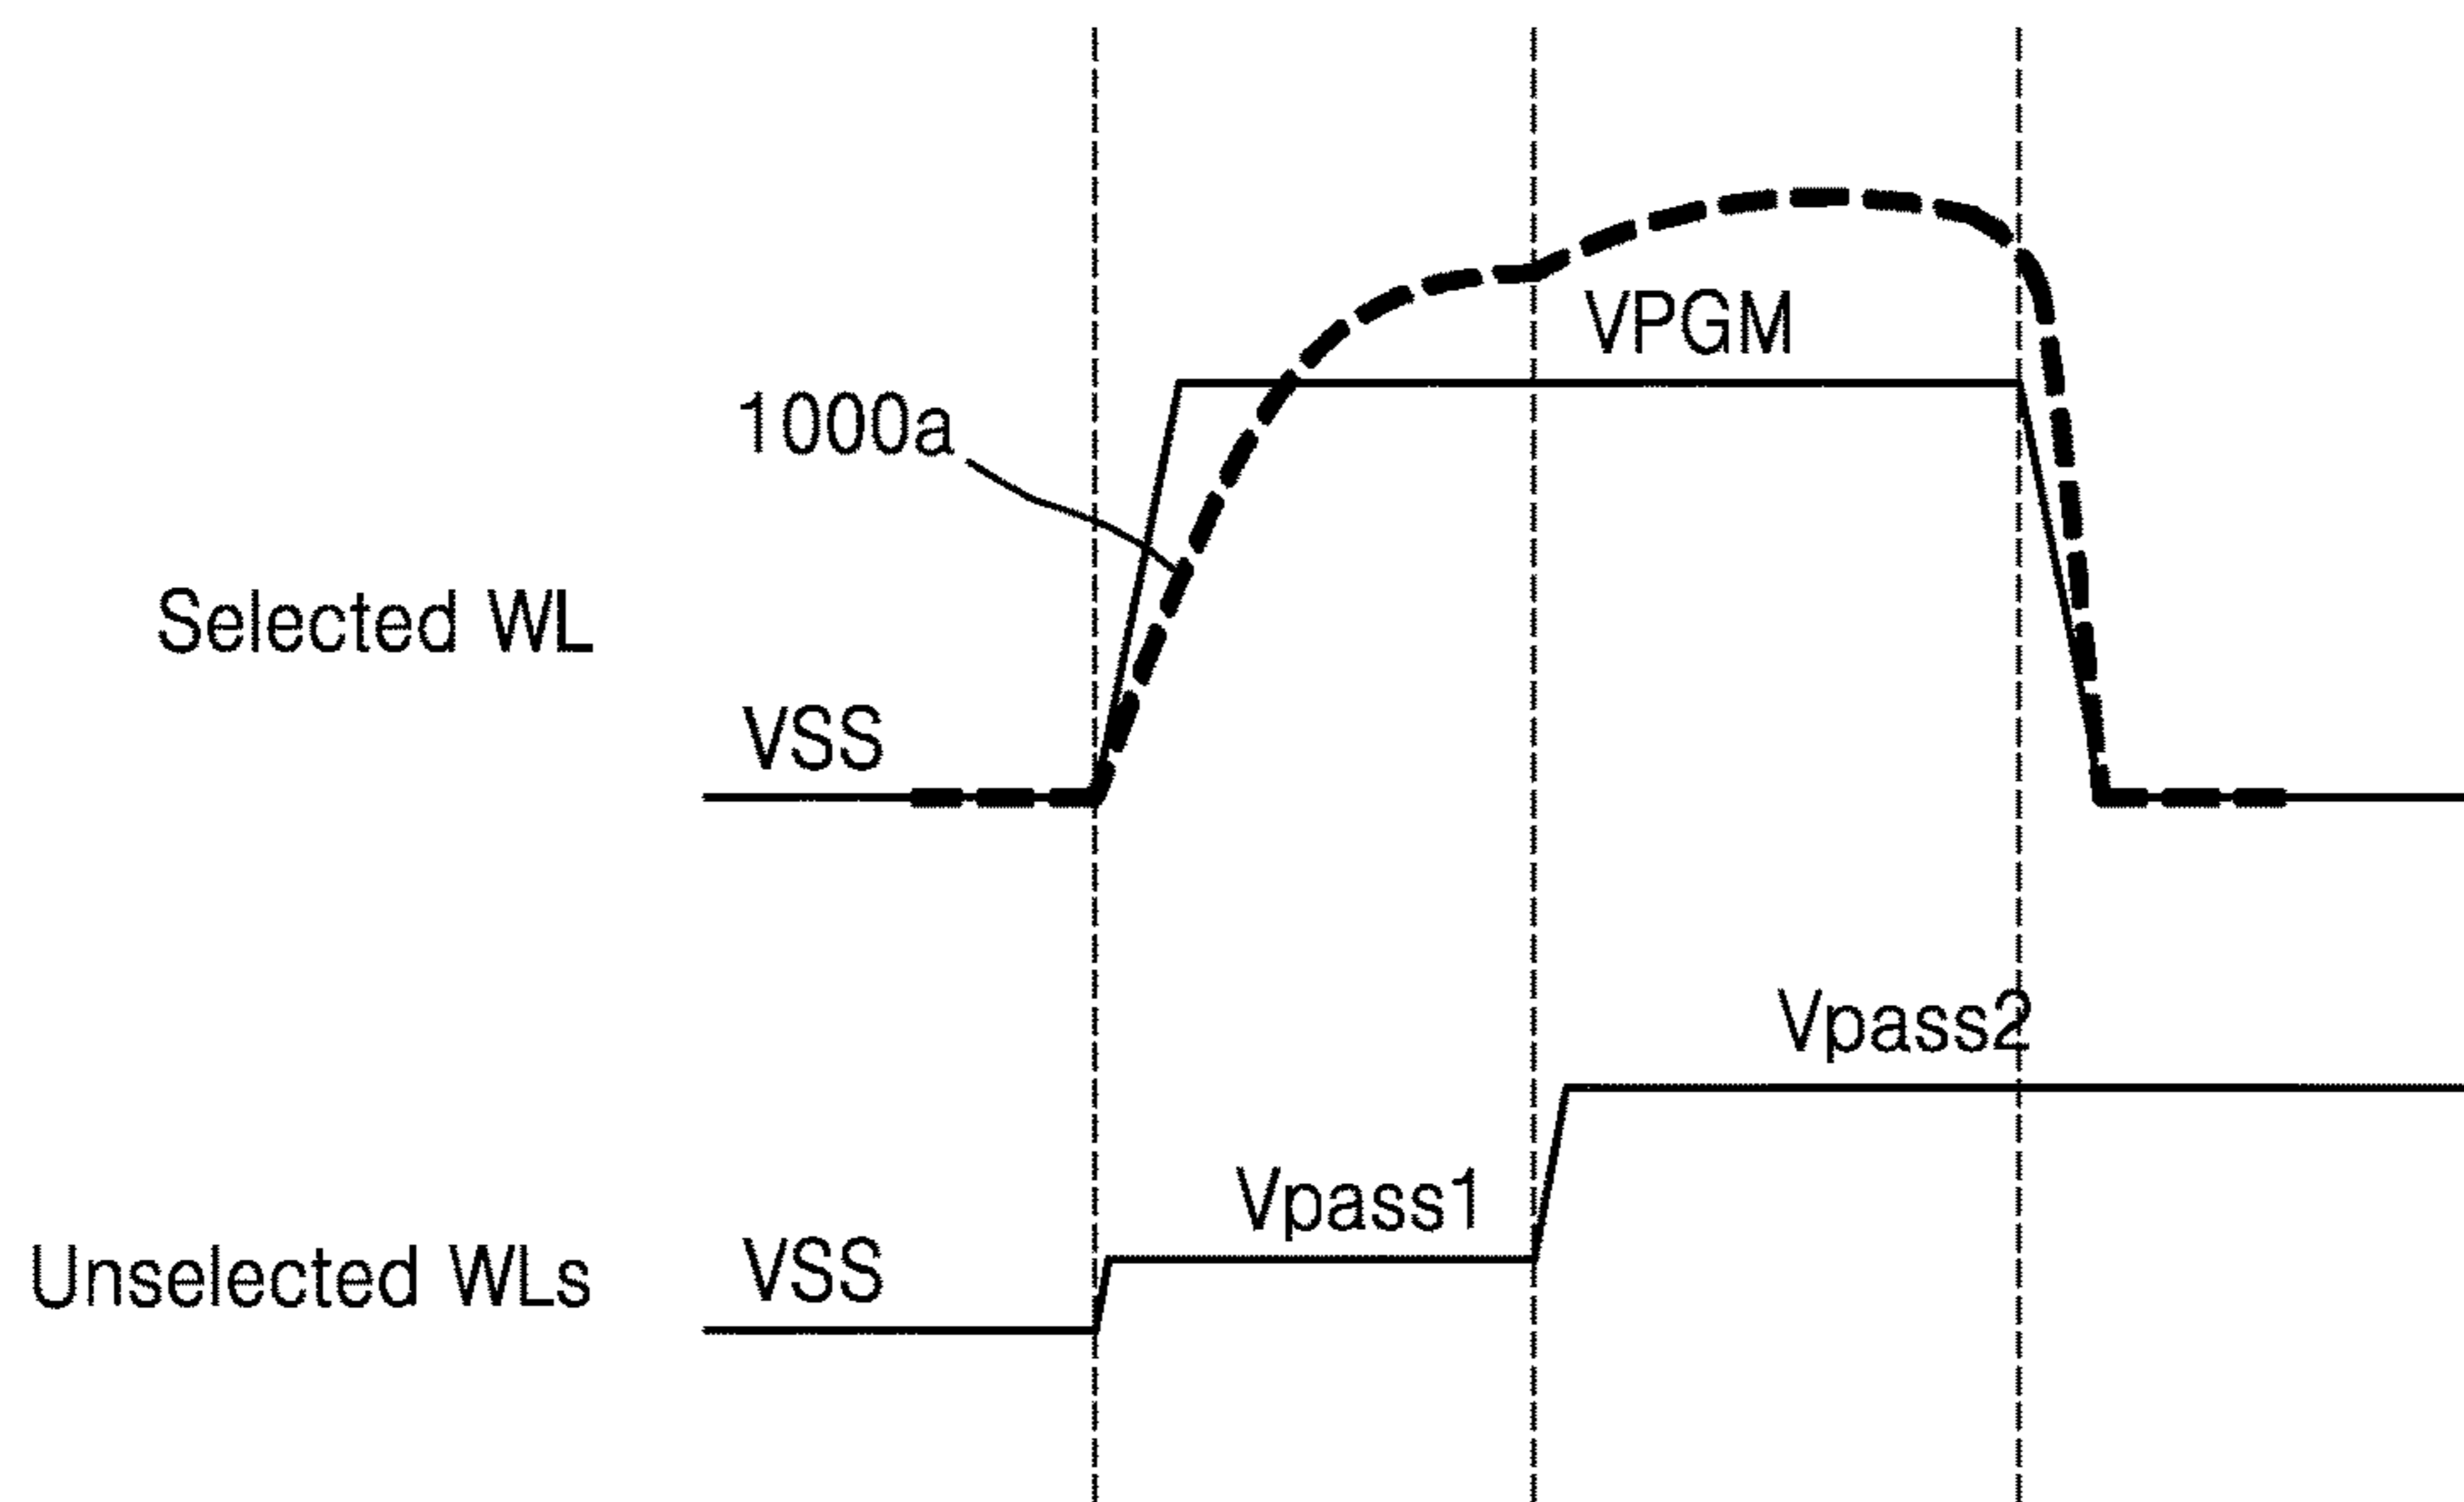 VPGM
1000a
Selected WL
VSS
Vpass2
Vpass1
Unselected WLs
VSS